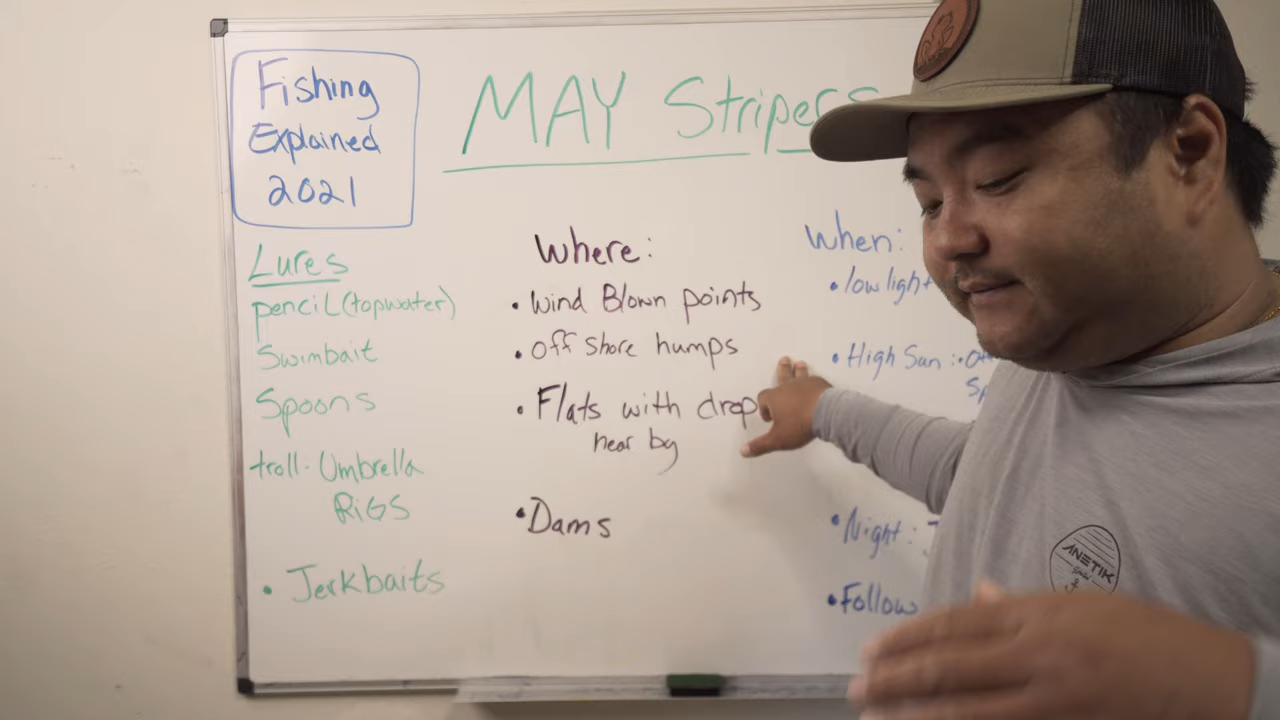 Fishing
Explained
2021
MAY Stripers
Lures
pencil (topwater)
Swimbait
Spoons
troll. Umbrella
RiGS
• Jerkbaits
Where:
• Wind Blown points
• Off Shore humps
• Flats with drop
near by
• Dams
When:
• low light
• High Sun :
• Night :
• Follow
ANETIK